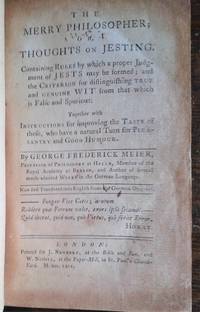 THE
MERRY PHILOSOPHER;
OR,
THOUGHTS ON JESTING.
Containing RULES by which a proper Judg-
ment of JESTS may be formed; and
the CRITERION for distinguishing TRUE
and GENUINE WIT from that which
is False and Spurious:
Together with
INSTRUCTIONS for improving the TASTE of
those, who have a natural Turn for PLEA-
SANTRY and GOOD HUMOUR.
By GEORGE FREDERICK MEIER,
PROFESSOR of PHILOSOPHY at HALLE, Member of the
Royal Academy of BERLIN, and Author of several
much admired WORKS in the GERMAN Language.
Now first Translated into English from the German Original.
HORAT.
LONDON:
Printed for J. NEWBERY, at the Bible and Sun, and
W. NICOLL, at the Paper-Mill, in St. Paul's Church-
Yard.